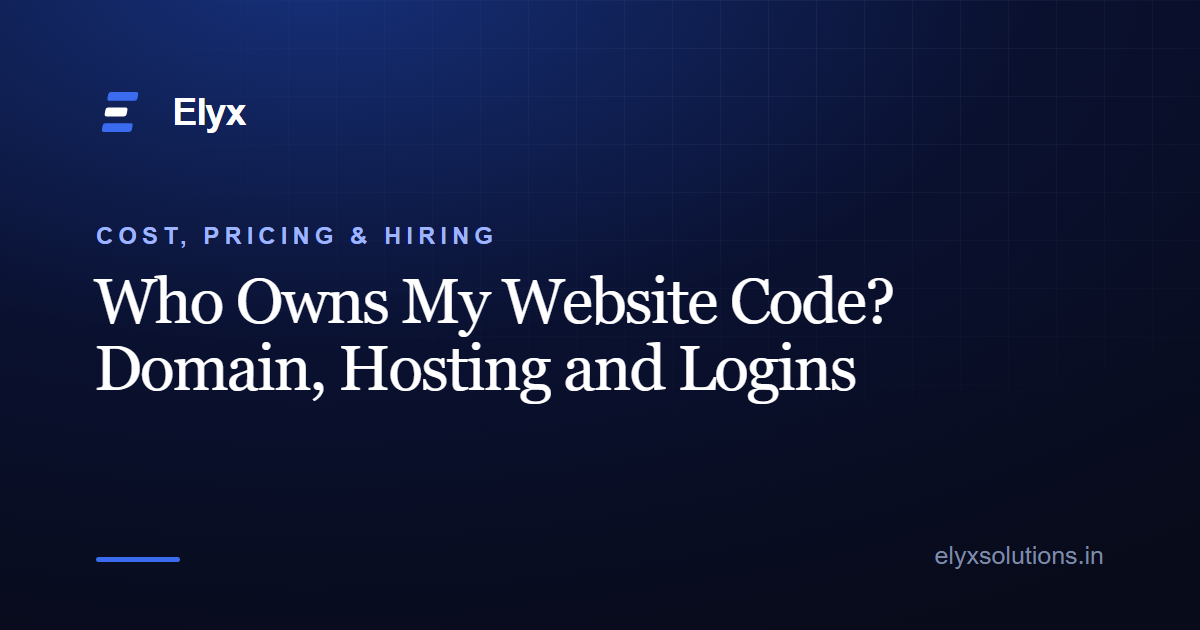 Elyx
COST, PRICING & HIRING
Who Owns My Website Code?
Domain, Hosting and Logins
elyxsolutions.in